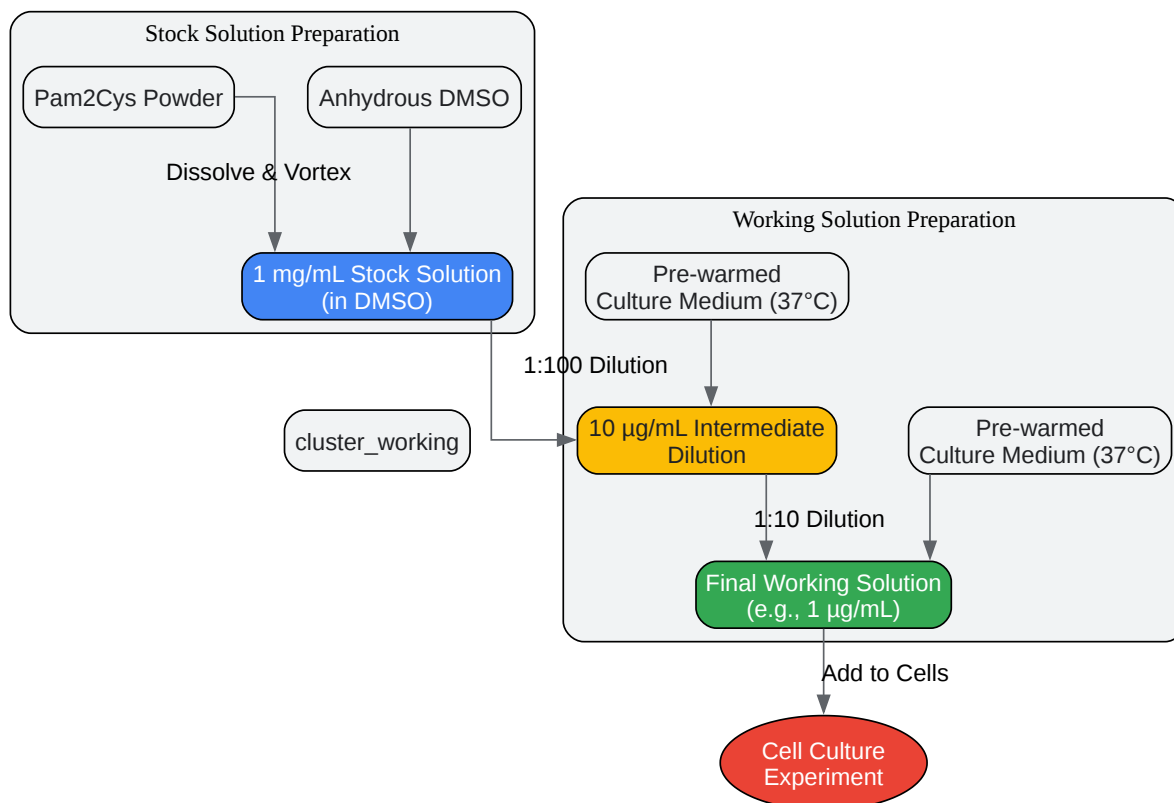 Stock Solution Preparation
Pam2Cys Powder
Anhydrous DMSO
Dissolve & Vortex
1 mg/mL Stock Solution
(in DMSO)
Working Solution Preparation
Pre-warmed
Culture Medium (37°C)
1:100 Dilution
cluster_working
10 µg/mL Intermediate
Dilution
Pre-warmed
Culture Medium (37°C)
1:10 Dilution
Final Working Solution
(e.g., 1 µg/mL)
Add to Cells
Cell Culture
Experiment